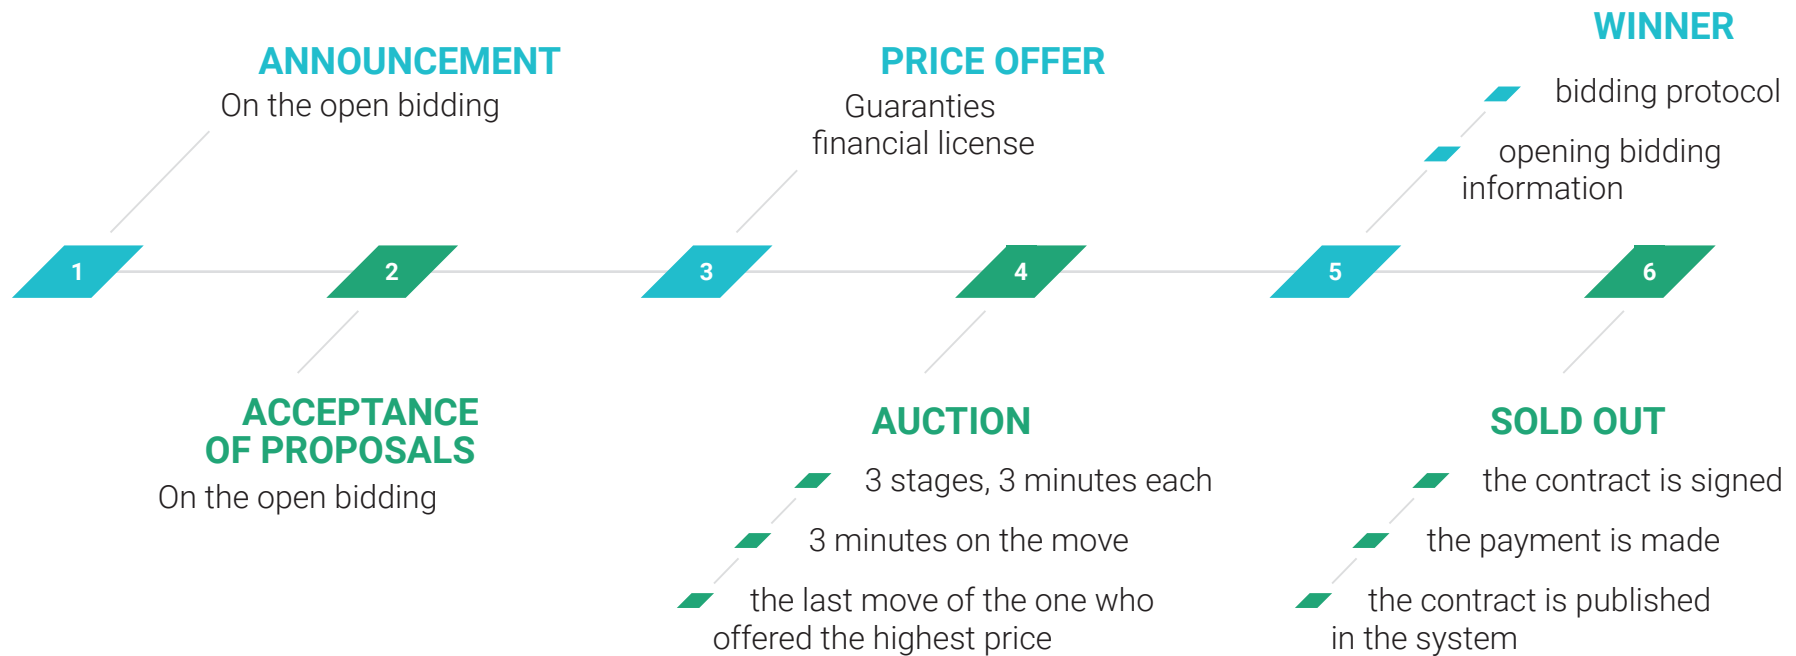 ANNOUNCEMENT
On the open bidding
PRICE OFFER
Guaranties
financial license
WINNER
bidding protocol
opening bidding
information
1
2
3
4
5
6
ACCEPTANCE
OF PROPOSALS
On the open bidding
AUCTION
3 stages, 3 minutes each
3 minutes on the move
the last move of the one who
offered the highest price
SOLD OUT
the contract is signed
the payment is made
the contract is published
in the system